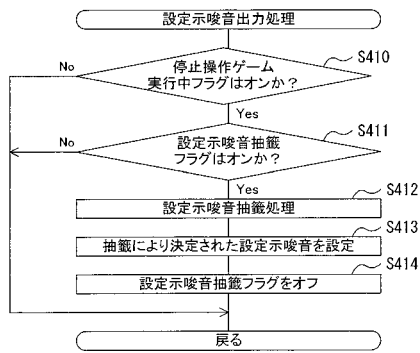 設定示唆音出力処理
S410
停止操作ゲーム
実行中フラグはオンか？
No
Yes
S411
設定示唆音抽籤
フラグはオンか？
No
Yes
S412
設定示唆音抽籤処理
S413
抽籤により決定された設定示唆音を設定
S414
設定示唆音抽籤フラグをオフ
戻る